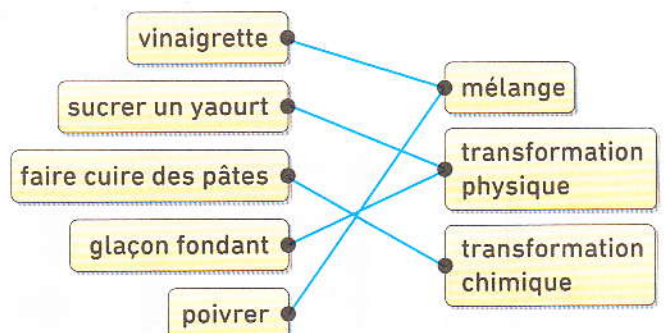 vinaigrette
sucrer un yaourt
faire cuire des pâtes
glaçon fondant
poivrer
mélange
transformation
physique
transformation
chimique